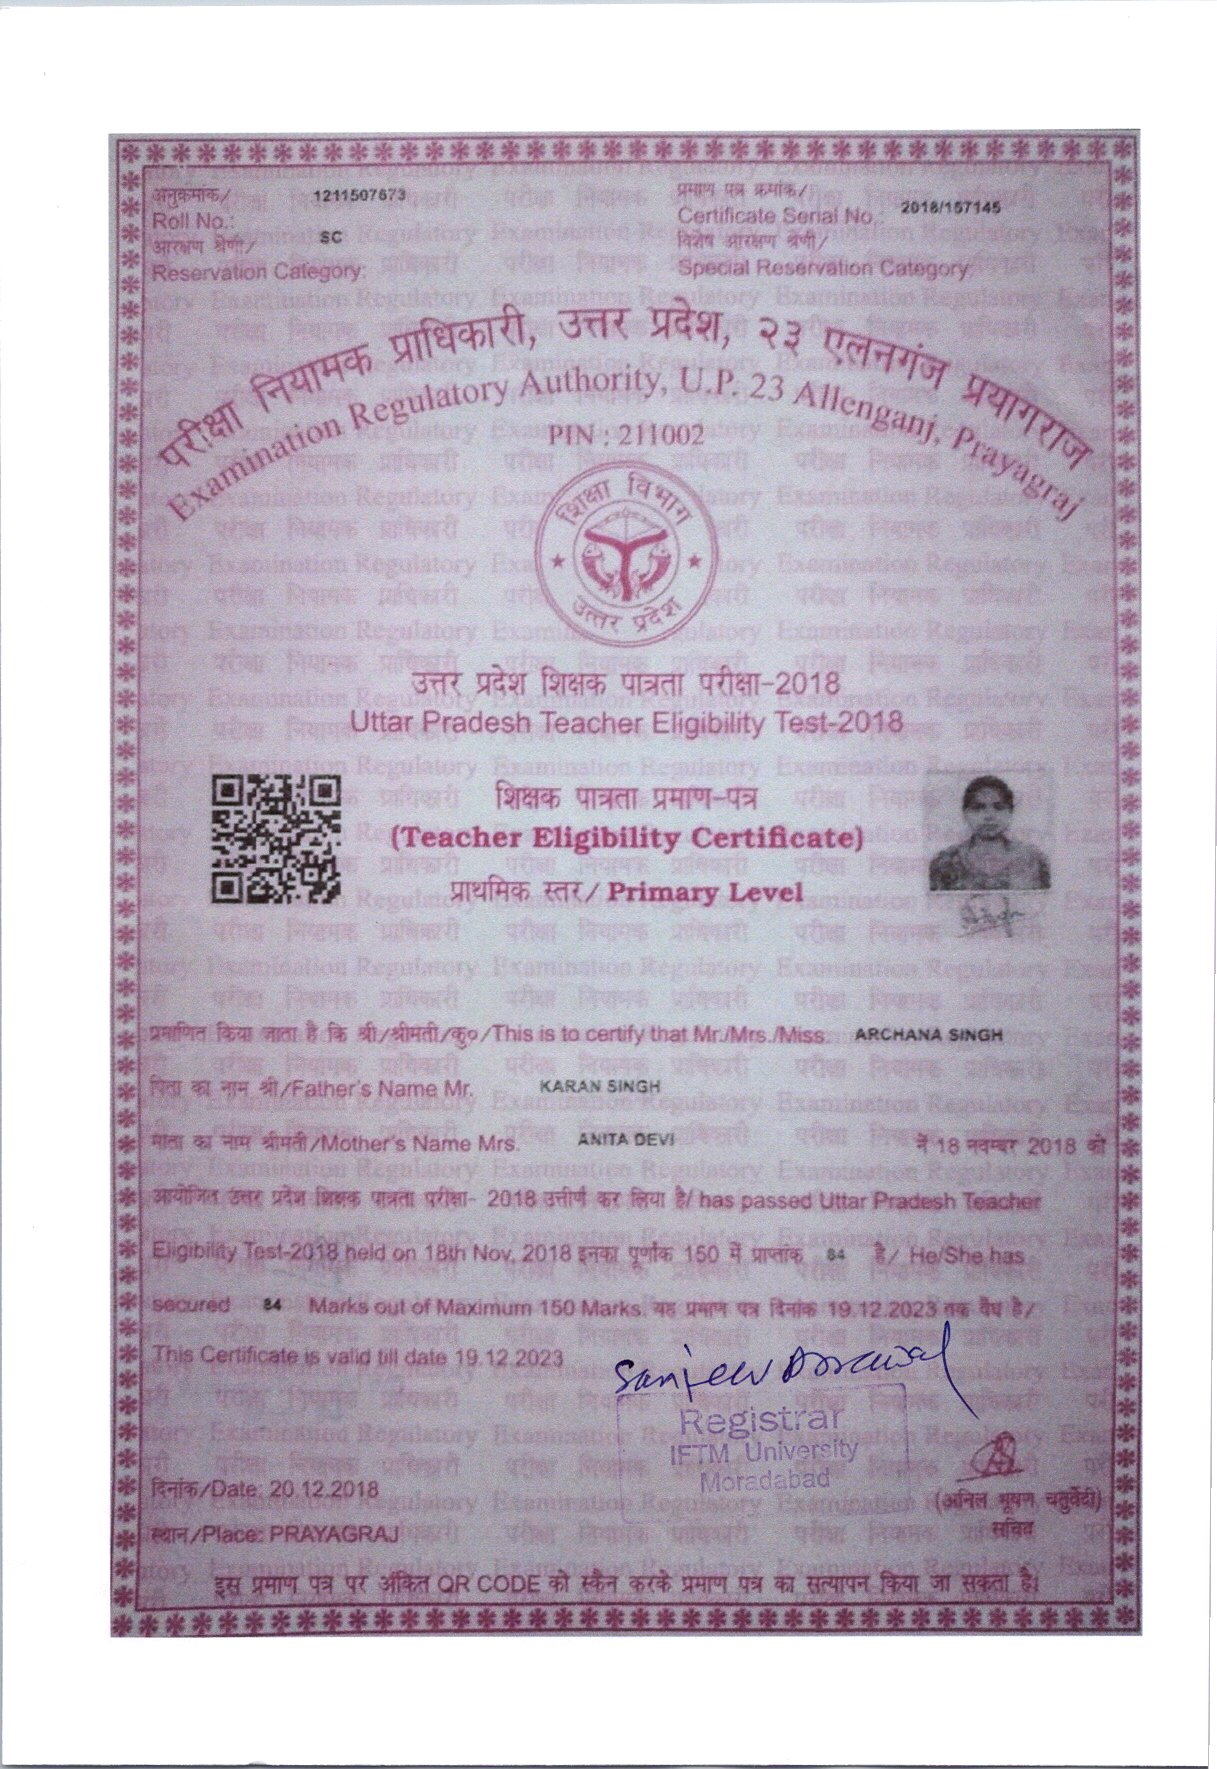 अनुक्रमांक/
Roll No.:
1211507673
प्रमाण पत्र क्रमांक/
Certificate Serial No.: 2018/157145
आरक्षण श्रेणी/
Reservation Category:
SC
विशेष आरक्षण श्रेणी/
Special Reservation Category:
परीक्षा नियामक प्राधिकारी, उत्तर प्रदेश, २३ एलनगंज प्रयागराज
Examination Regulatory Authority, U.P. 23 Allenganj, Prayagraj
PIN : 211002
शिक्षा विभाग
उत्तर प्रदेश
उत्तर प्रदेश शिक्षक पात्रता परीक्षा-2018
Uttar Pradesh Teacher Eligibility Test-2018
शिक्षक पात्रता प्रमाण-पत्र
(Teacher Eligibility Certificate)
प्राथमिक स्तर/ Primary Level
प्रमाणित किया जाता है कि श्री/श्रीमती/कु०/This is to certify that Mr./Mrs./Miss. ARCHANA SINGH
पिता का नाम श्री/Father's Name Mr. KARAN SINGH
माता का नाम श्रीमती/Mother's Name Mrs. ANITA DEVI ने 18 नवम्बर 2018 को
आयोजित उत्तर प्रदेश शिक्षक पात्रता परीक्षा- 2018 उत्तीर्ण कर लिया है/ has passed Uttar Pradesh Teacher
Eligibility Test-2018 held on 18th Nov, 2018 इनका पूर्णांक 150 में प्राप्तांक 84 है/ He/She has
secured 84 Marks out of Maximum 150 Marks. यह प्रमाण पत्र दिनांक 19.12.2023 तक वैध है/
This Certificate is valid till date 19.12.2023
Registrar
IFTM University
Moradabad
दिनांक/Date: 20.12.2018
(अनिल भूषण चतुर्वेदी)
सचिव
स्थान/Place: PRAYAGRAJ
इस प्रमाण पत्र पर अंकित QR CODE को स्कैन करके प्रमाण पत्र का सत्यापन किया जा सकता है।